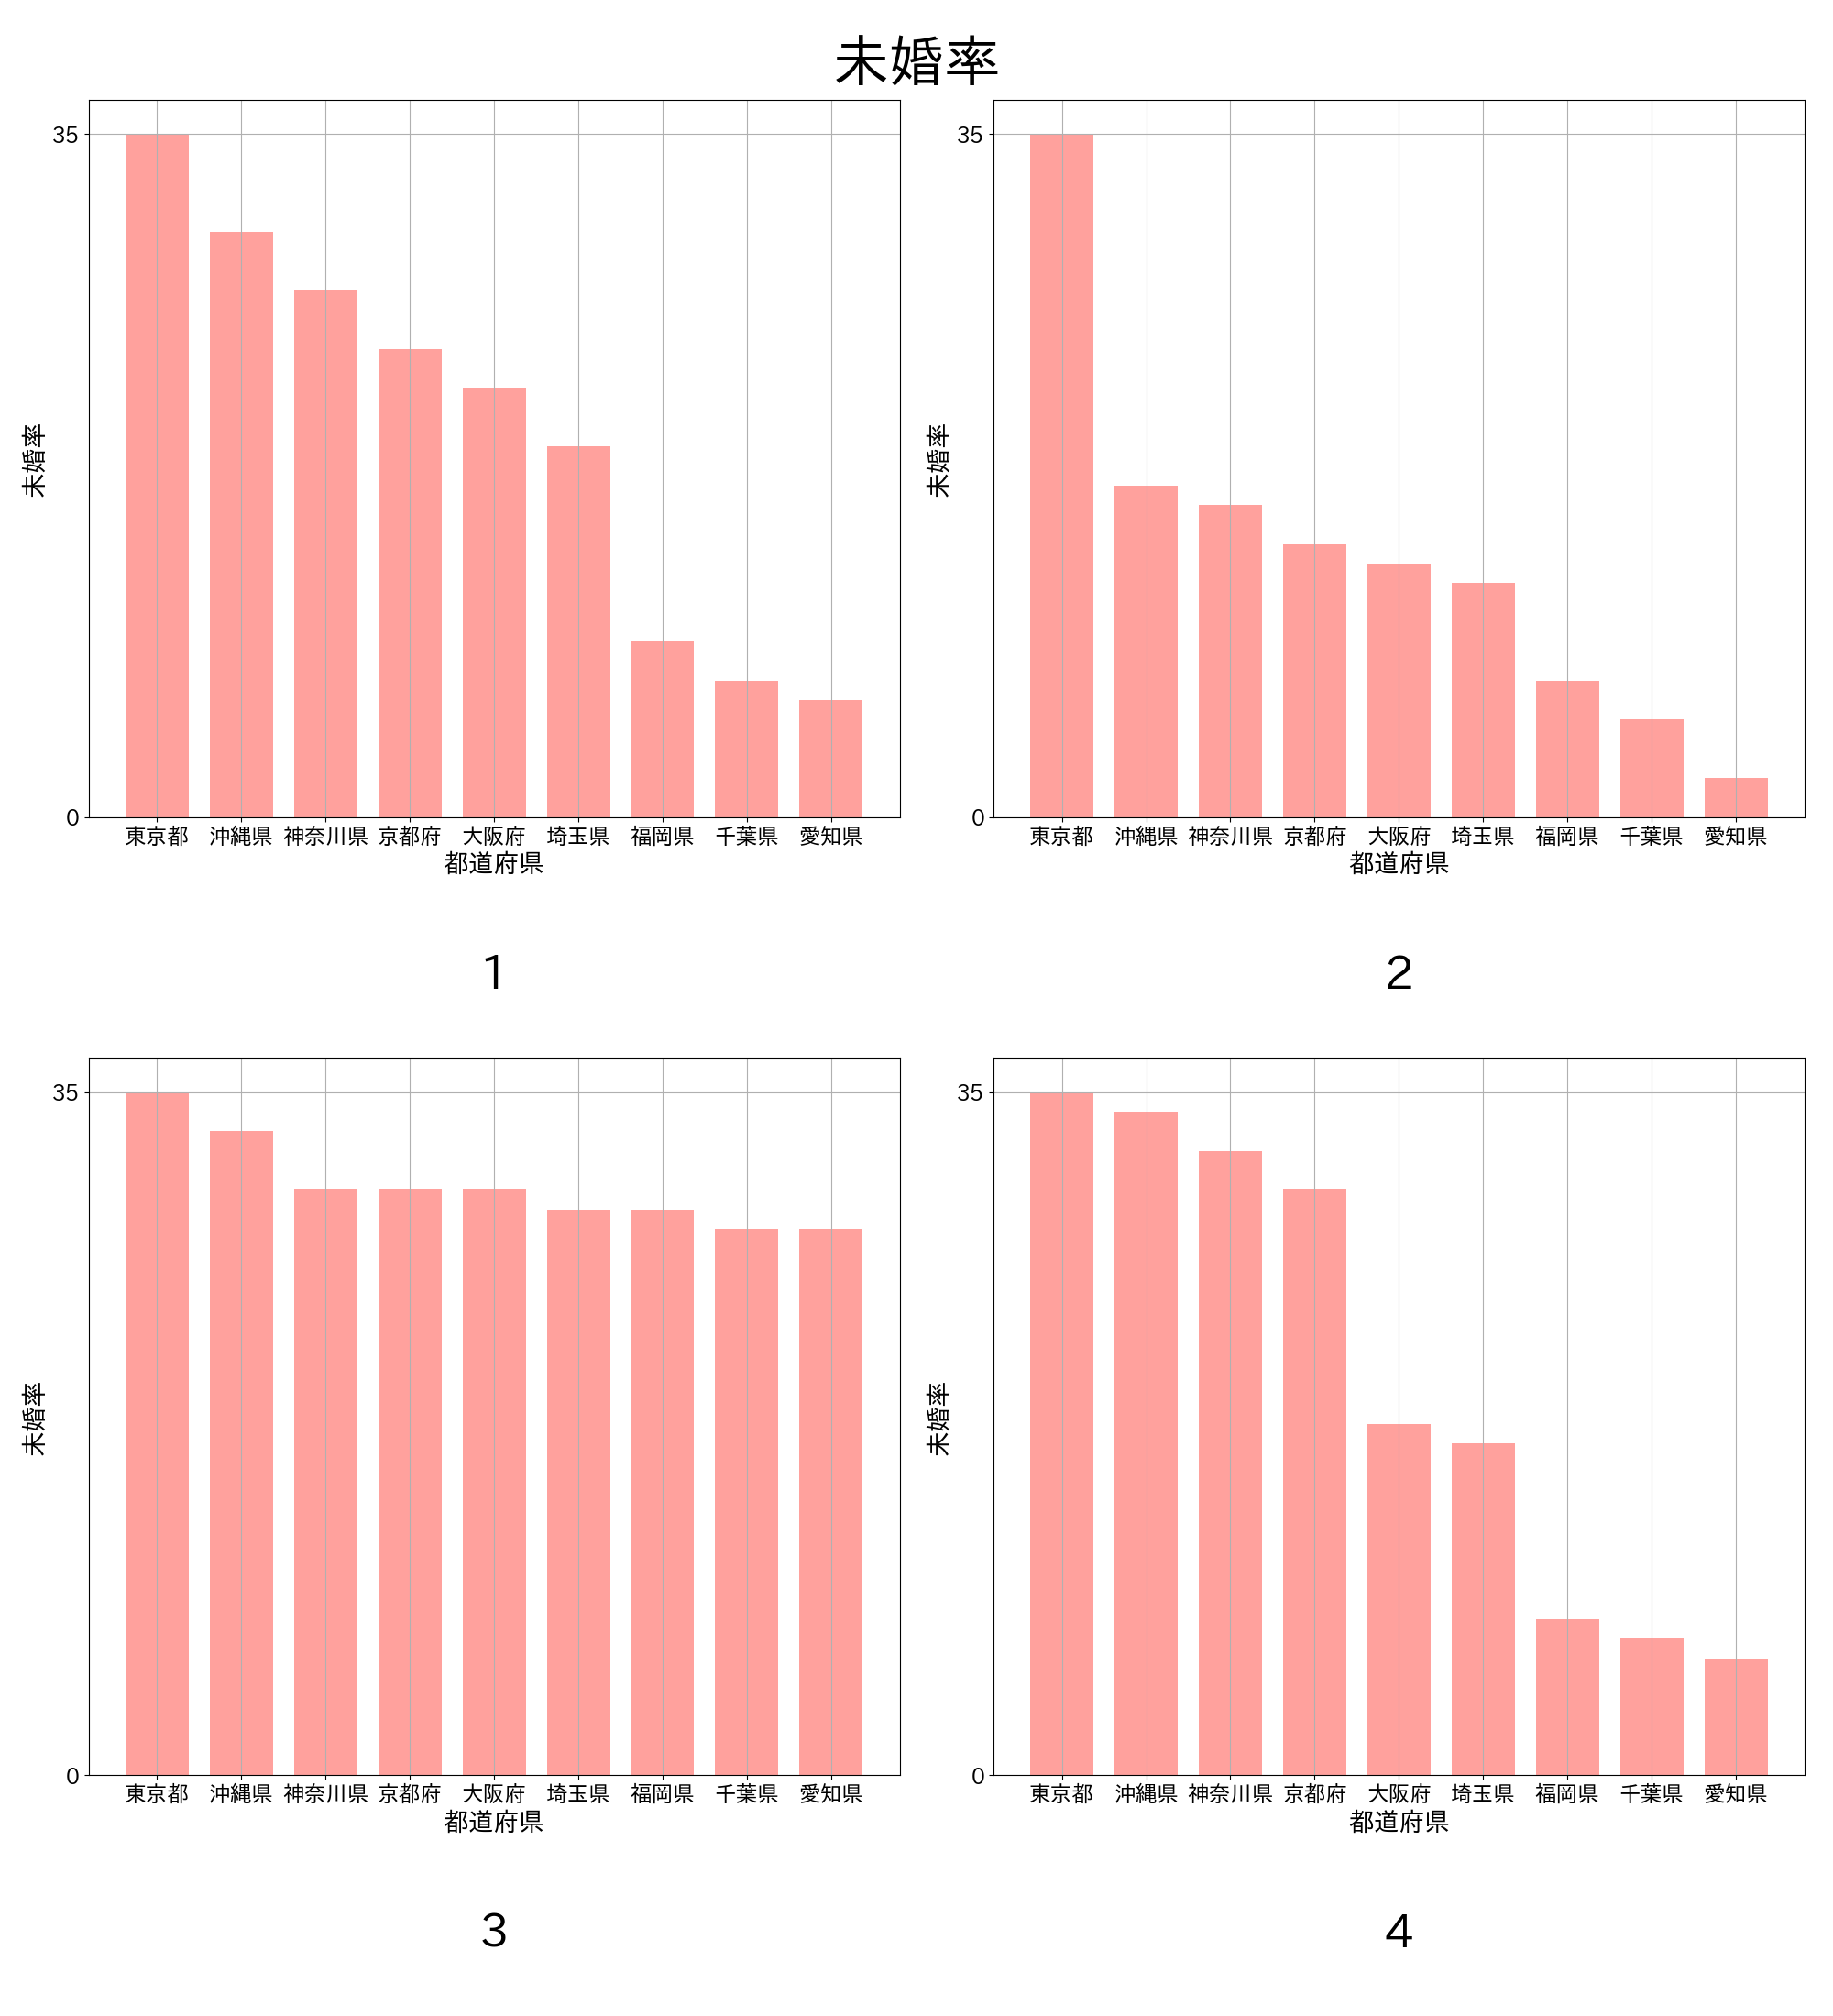 未婚率
35
0
未婚率
東京都 沖縄県 神奈川県 京都府 大阪府 埼玉県 福岡県 千葉県 愛知県
都道府県
1
35
0
未婚率
東京都 沖縄県 神奈川県 京都府 大阪府 埼玉県 福岡県 千葉県 愛知県
都道府県
2
35
0
未婚率
東京都 沖縄県 神奈川県 京都府 大阪府 埼玉県 福岡県 千葉県 愛知県
都道府県
3
35
0
未婚率
東京都 沖縄県 神奈川県 京都府 大阪府 埼玉県 福岡県 千葉県 愛知県
都道府県
4